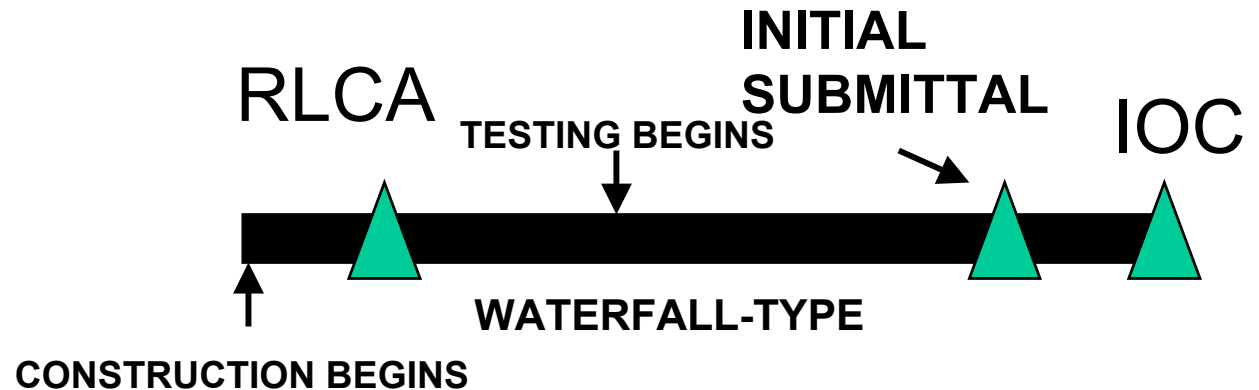 INITIAL
SUBMITTAL
RLCA
TESTING BEGINS
IOC
WATERFALL-TYPE
CONSTRUCTION BEGINS